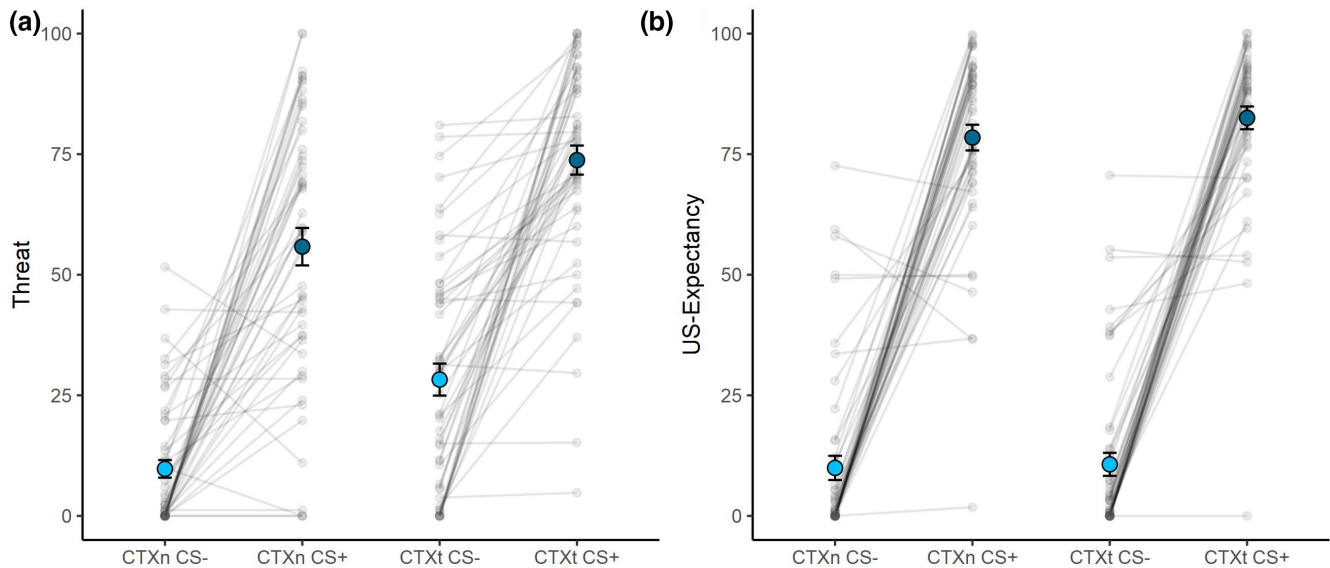 (a)
100
75
50
25
0
Threat
CTXn CS-
CTXn CS+
CTXt CS-
CTXt CS+
(b)
100
75
50
25
0
US-Expectancy
CTXn CS-
CTXn CS+
CTXt CS-
CTXt CS+